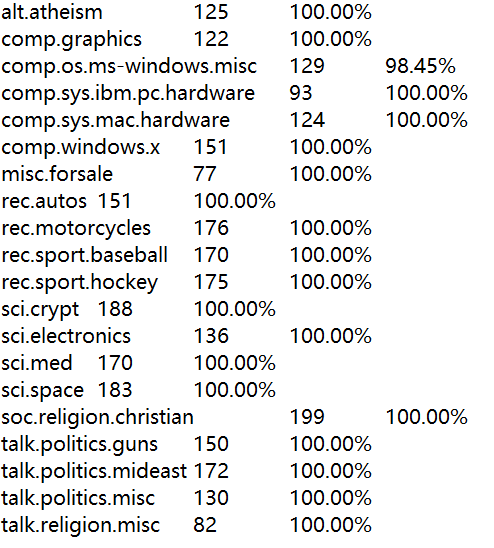 alt.atheism 125 100.00%
comp.graphics 122 100.00%
comp.os.ms-windows.misc 129 98.45%
comp.sys.ibm.pc.hardware 93 100.00%
comp.sys.mac.hardware 124 100.00%
comp.windows.x 151 100.00%
misc.forsale 77 100.00%
rec.autos 151 100.00%
rec.motorcycles 176 100.00%
rec.sport.baseball 170 100.00%
rec.sport.hockey 175 100.00%
sci.crypt 188 100.00%
sci.electronics 136 100.00%
sci.med 170 100.00%
sci.space 183 100.00%
soc.religion.christian 199 100.00%
talk.politics.guns 150 100.00%
talk.politics.mideast 172 100.00%
talk.politics.misc 130 100.00%
talk.religion.misc 82 100.00%